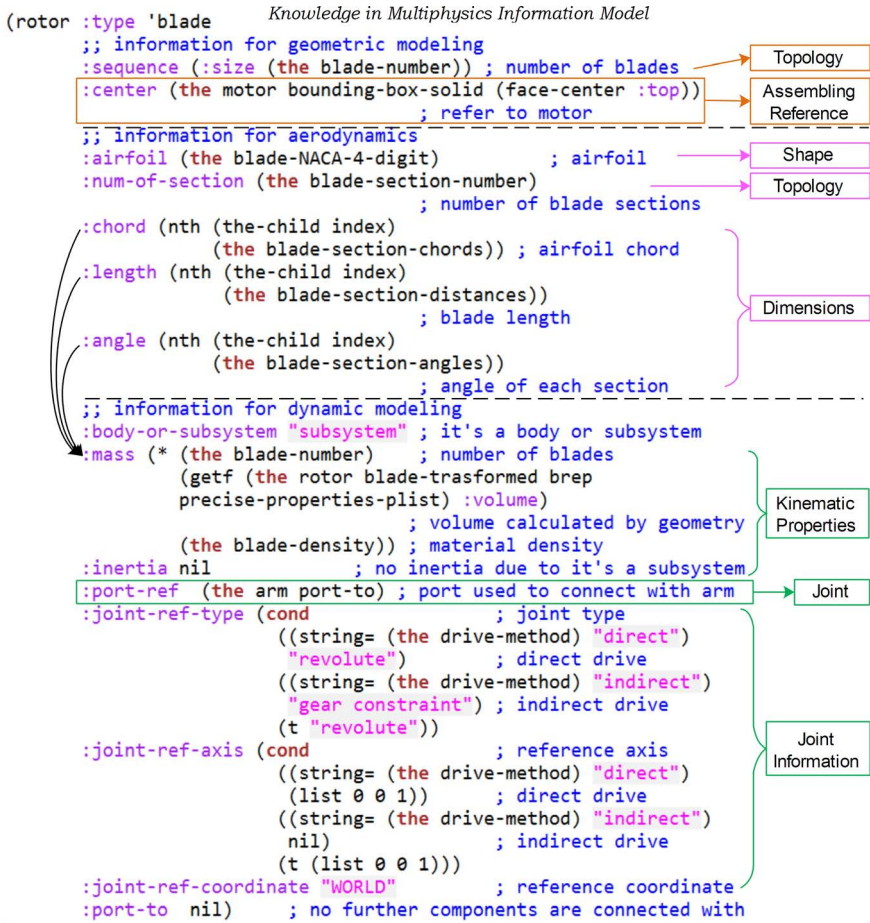 Knowledge in Multiphysics Information Model
(rotor :type 'blade
;; information for geometric modeling
:sequence (:size (the blade-number)) ; number of blades
Topology
:center (the motor bounding-box-solid (face-center :top))
; refer to motor
Assembling
Reference
;; information for aerodynamics
:airfoil (the blade-NACA-4-digit) ; airfoil
Shape
:num-of-section (the blade-section-number)
Topology
; number of blade sections
:chord (nth (the-child index)
(the blade-section-chords)) ; airfoil chord
:length (nth (the-child index)
(the blade-section-distances))
; blade length
Dimensions
:angle (nth (the-child index)
(the blade-section-angles))
; angle of each section
;; information for dynamic modeling
:body-or-subsystem "subsystem" ; it's a body or subsystem
:mass (* (the blade-number) ; number of blades
(getf (the rotor blade-trasformed brep
precise-properties-plist) :volume)
; volume calculated by geometry
(the blade-density)) ; material density
Kinematic
Properties
:inertia nil ; no inertia due to it's a subsystem
:port-ref (the arm port-to) ; port used to connect with arm
Joint
:joint-ref-type (cond ; joint type
((string= (the drive-method) "direct")
"revolute") ; direct drive
((string= (the drive-method) "indirect")
"gear constraint") ; indirect drive
(t "revolute"))
:joint-ref-axis (cond ; reference axis
Joint
Information
((string= (the drive-method) "direct")
(list 0 0 1)) ; direct drive
((string= (the drive-method) "indirect")
nil) ; indirect drive
(t (list 0 0 1)))
:joint-ref-coordinate "WORLD" ; reference coordinate
:port-to nil) ; no further components are connected with